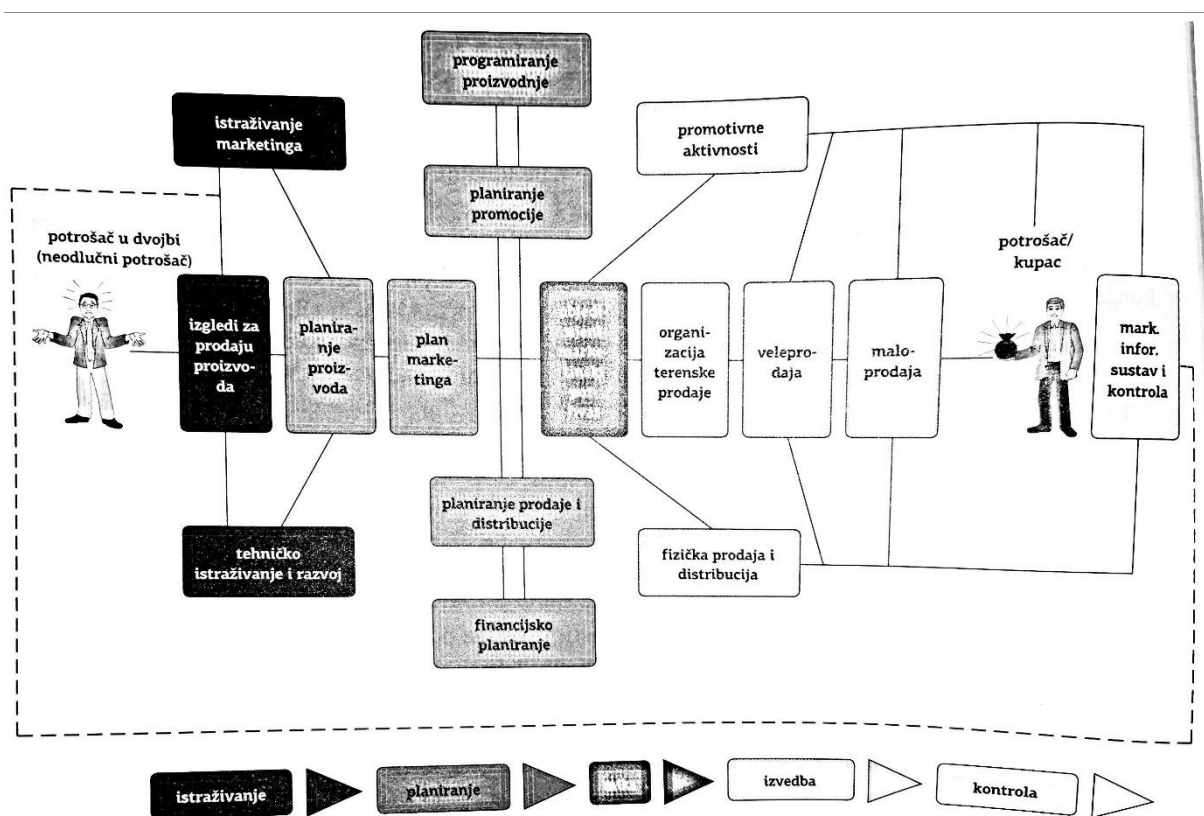 programiranje
proizvodnje
istraživanje
marketinga
promotivne
aktivnosti
planiranje
promocije
potrošač u dvojbi
(neodlučni potrošač)
potrošač/
kupac
izgledi za
prodaju
proizvo-
da
planira-
nje
proiz-
voda
plan
marke-
tinga
organi-
zacija
terenske
prodaje
velepro-
daja
malo-
prodaja
mark.
infor.
sustav i
kontrola
planiranje prodaje i
distribucije
tehničko
istraživanje i razvoj
fizička prodaja i
distribucija
financijsko
planiranje
istraživanje
planiranje
izvedba
kontrola